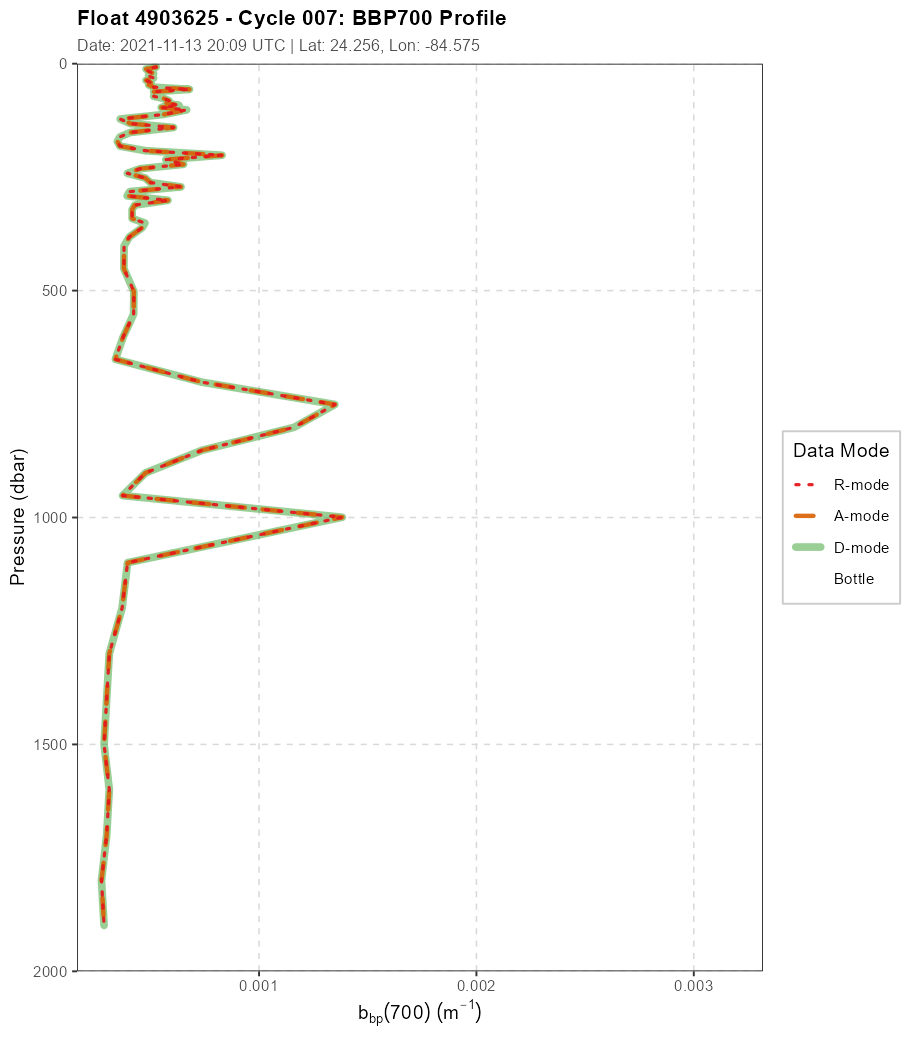 Float 4903625 - Cycle 007: BBP700 Profile
Date: 2021-11-13 20:09 UTC | Lat: 24.256, Lon: -84.575
0
500
1000
1500
2000
Pressure (dbar)
0.001
0.002
0.003
b_bp(700) (m⁻¹)
Data Mode
R-mode
A-mode
D-mode
Bottle